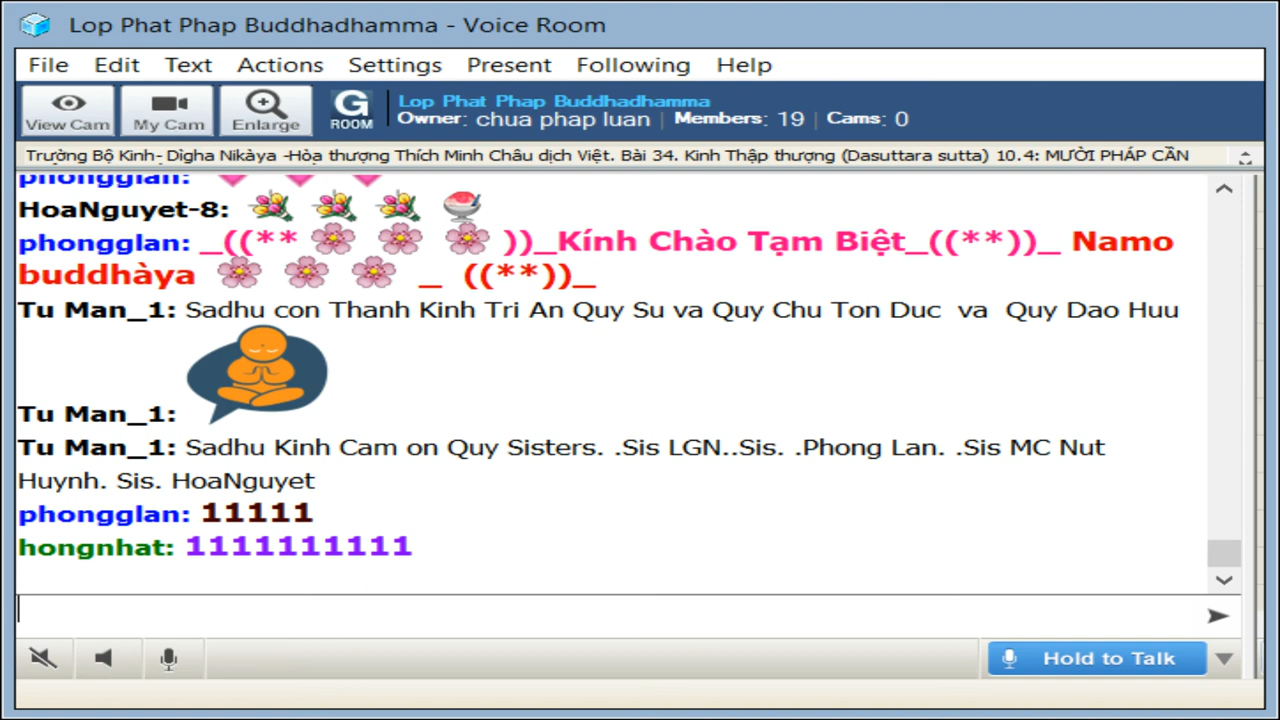 Lop Phat Phap Buddhadhamma - Voice Room
File Edit Text Actions Settings Present Following Help
View Cam My Cam Enlarge G ROOM
Lop Phat Phap Buddhadhamma
Owner: chua phap luan | Members: 19 | Cams: 0
Trường Bộ Kinh- Dìgha Nikàya -Hòa thượng Thích Minh Châu dịch Việt. Bài 34. Kinh Thập thượng (Dasuttara sutta) 10.4: MƯỜI PHÁP CẦN
phongglan:
HoaNguyet-8:
phongglan: _((** ))_Kính Chào Tạm Biệt_((**))_ Namo
buddhàya _ ((**))_
Tu Man_1: Sadhu con Thanh Kinh Tri An Quy Su va Quy Chu Ton Duc va Quy Dao Huu
Tu Man_1:
Tu Man_1: Sadhu Kinh Cam on Quy Sisters. .Sis LGN..Sis. .Phong Lan. .Sis MC Nut
Huynh. Sis. HoaNguyet
phongglan: 11111
hongnhat: 1111111111
Hold to Talk